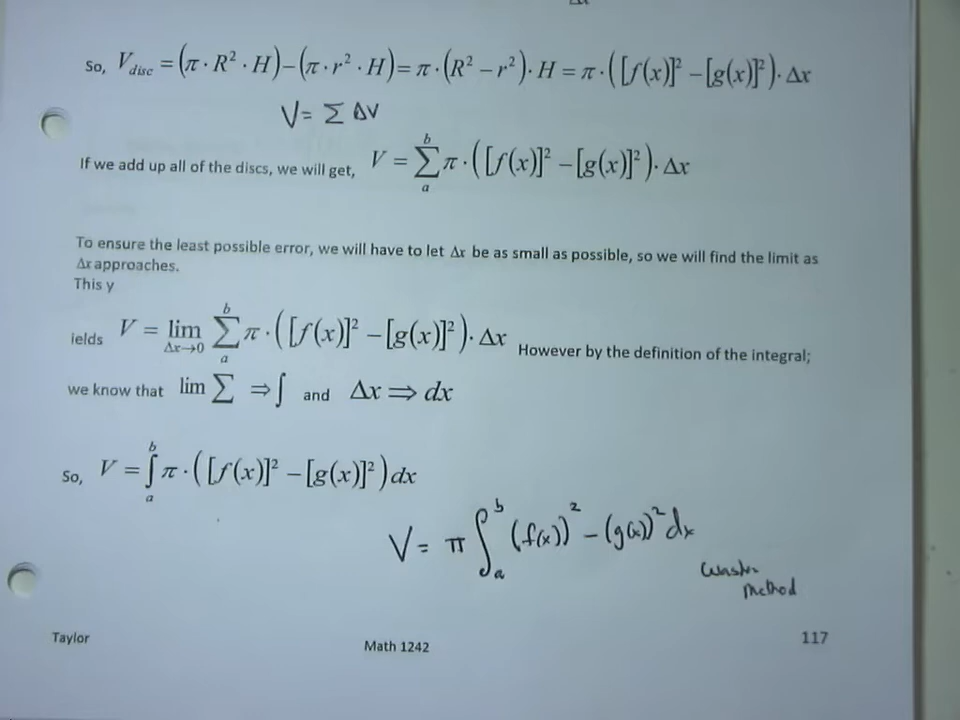 So, V_disc = (π · R² · H) – (π · r² · H) = π · (R² – r²) · H = π · ([f(x)]² – [g(x)]²) · Δx
V = Σ ΔV
If we add up all of the discs, we will get, V = Σ_a^b π · ([f(x)]² – [g(x)]²) · Δx
To ensure the least possible error, we will have to let Δx be as small as possible, so we will find the limit as
Δx approaches.
This y
ields V = lim_{Δx→0} Σ_a^b π · ([f(x)]² – [g(x)]²) · Δx However by the definition of the integral;
we know that lim Σ ⇒ ∫ and Δx ⇒ dx
So, V = ∫_a^b π · ([f(x)]² – [g(x)]²) dx
V = π ∫_a^b (f(x))² – (g(x))² dx
Washer
Method
Taylor Math 1242 117